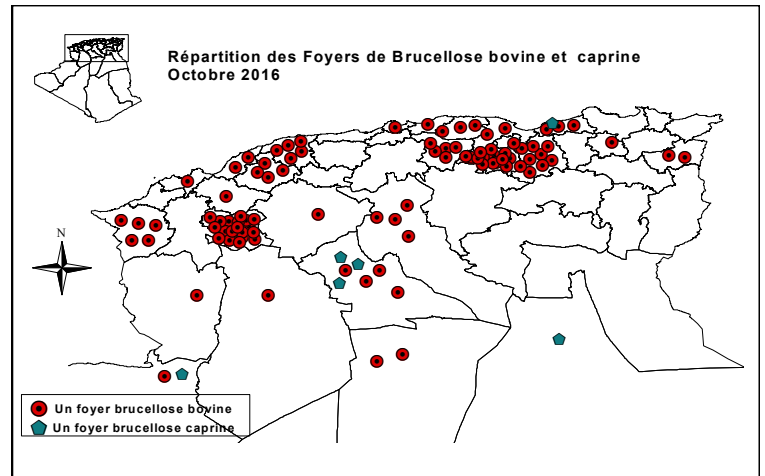 Répartition des Foyers de Brucellose bovine et caprine
Octobre 2016
N
Un foyer brucellose bovine
Un foyer brucellose caprine